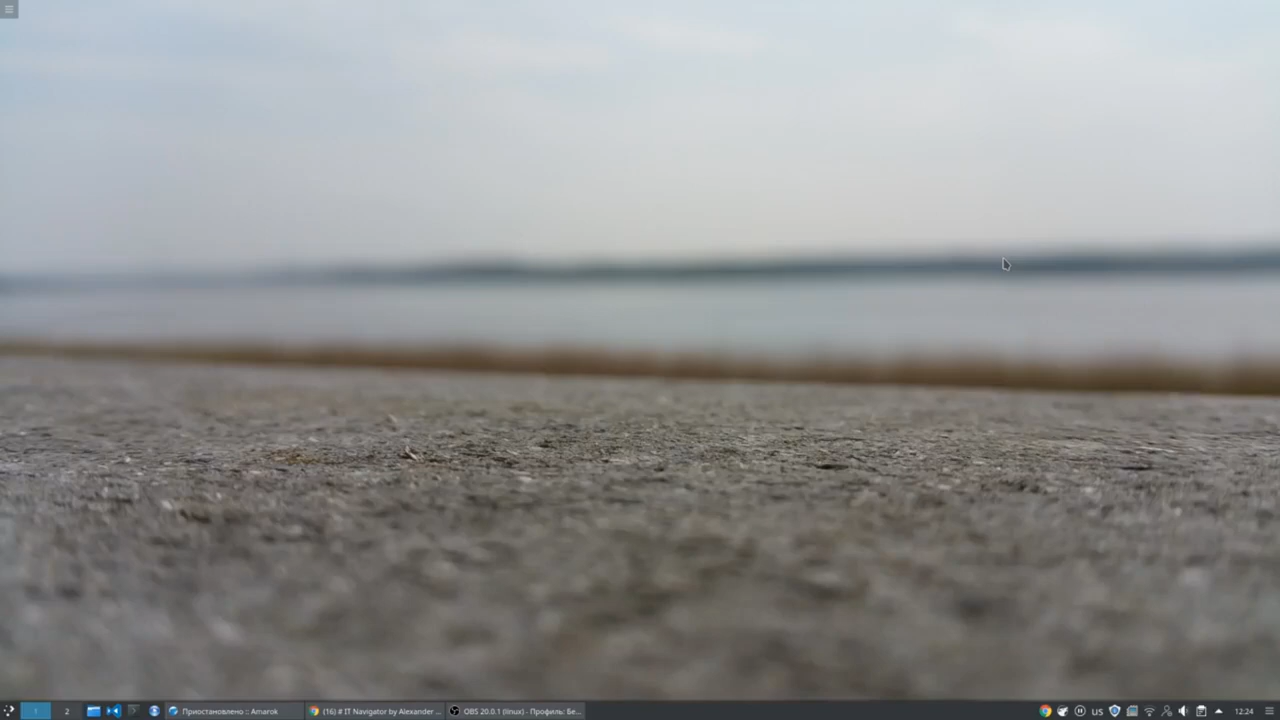 1
2
Приостановлено :: Amarok
(16) # IT Navigator by Alexander ...
OBS 20.0.1 (linux) - Профиль: Бе...
us
12:24